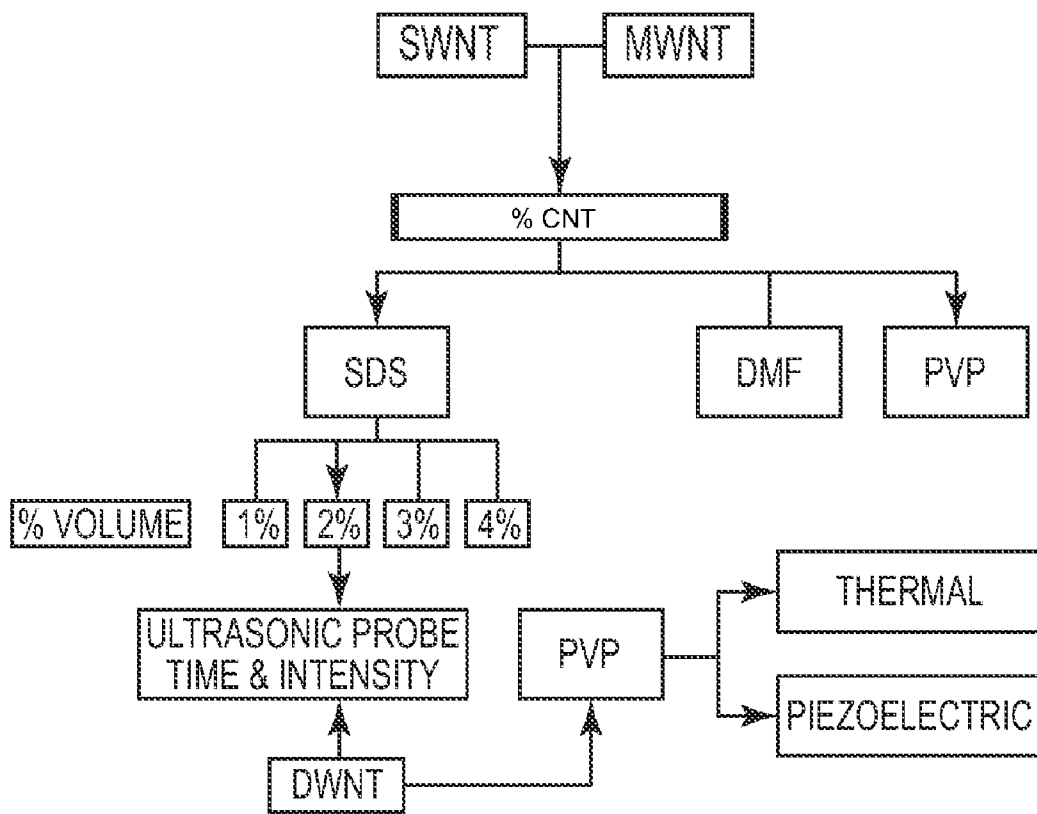 SWNT
MWNT
% CNT
SDS
DMF
PVP
% VOLUME
1%
2%
3%
4%
ULTRASONIC PROBE
TIME & INTENSITY
PVP
THERMAL
PIEZOELECTRIC
DWNT